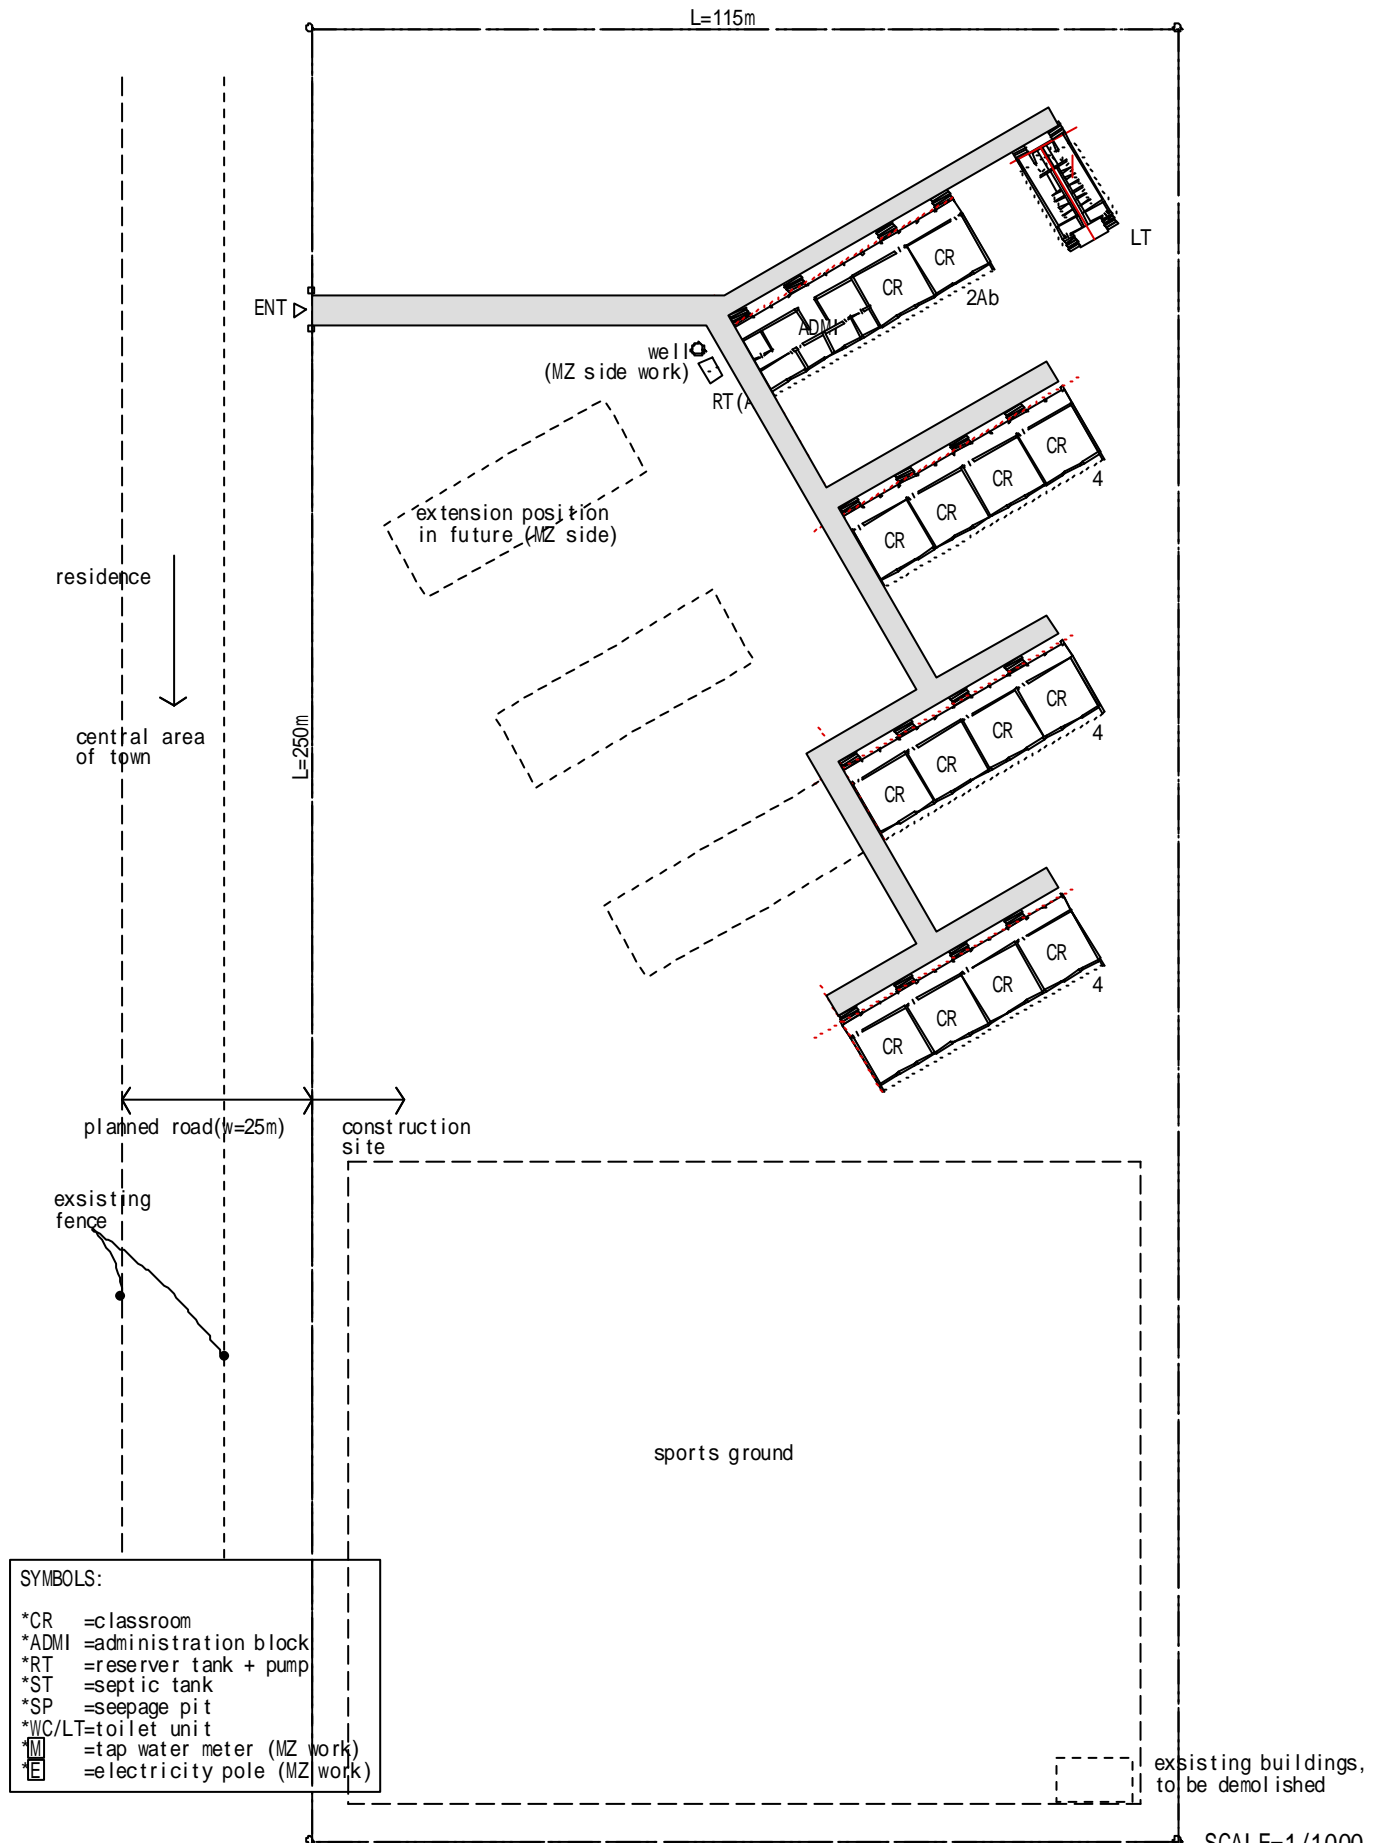 L=115m
LT
CR
CR
2Ab
ADMI
ENT
well
(MZ side work)
RT(A
CR
CR
CR
CR
4
extension position
in future (MZ side)
residence
central area
of town
L=250m
CR
CR
CR
CR
4
CR
CR
CR
CR
4
planned road(w=25m)
construction
site
exsisting
fence
sports ground
SYMBOLS:
*CR =classroom
*ADMI =administration block
*RT =reserver tank + pump
*ST =septic tank
*SP =seepage pit
*WC/LT=toilet unit
*M =tap water meter (MZ work)
*E =electricity pole (MZ work)
exsisting buildings,
to be demolished
SCALE=1/1000